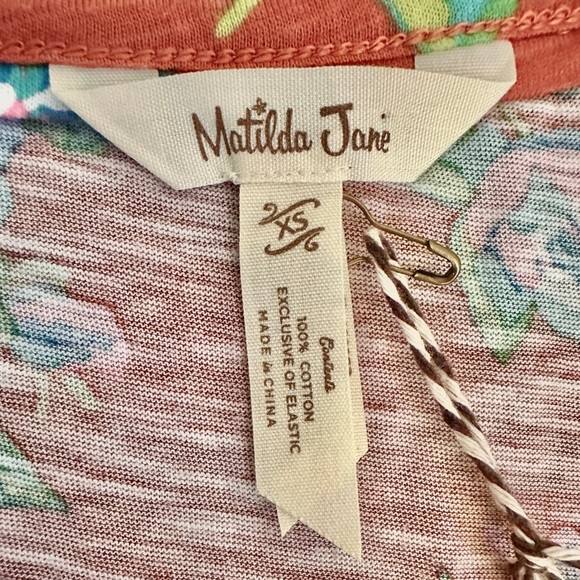 Matilda Jane
XS
Contents
100% COTTON
EXCLUSIVE OF ELASTIC
MADE IN CHINA